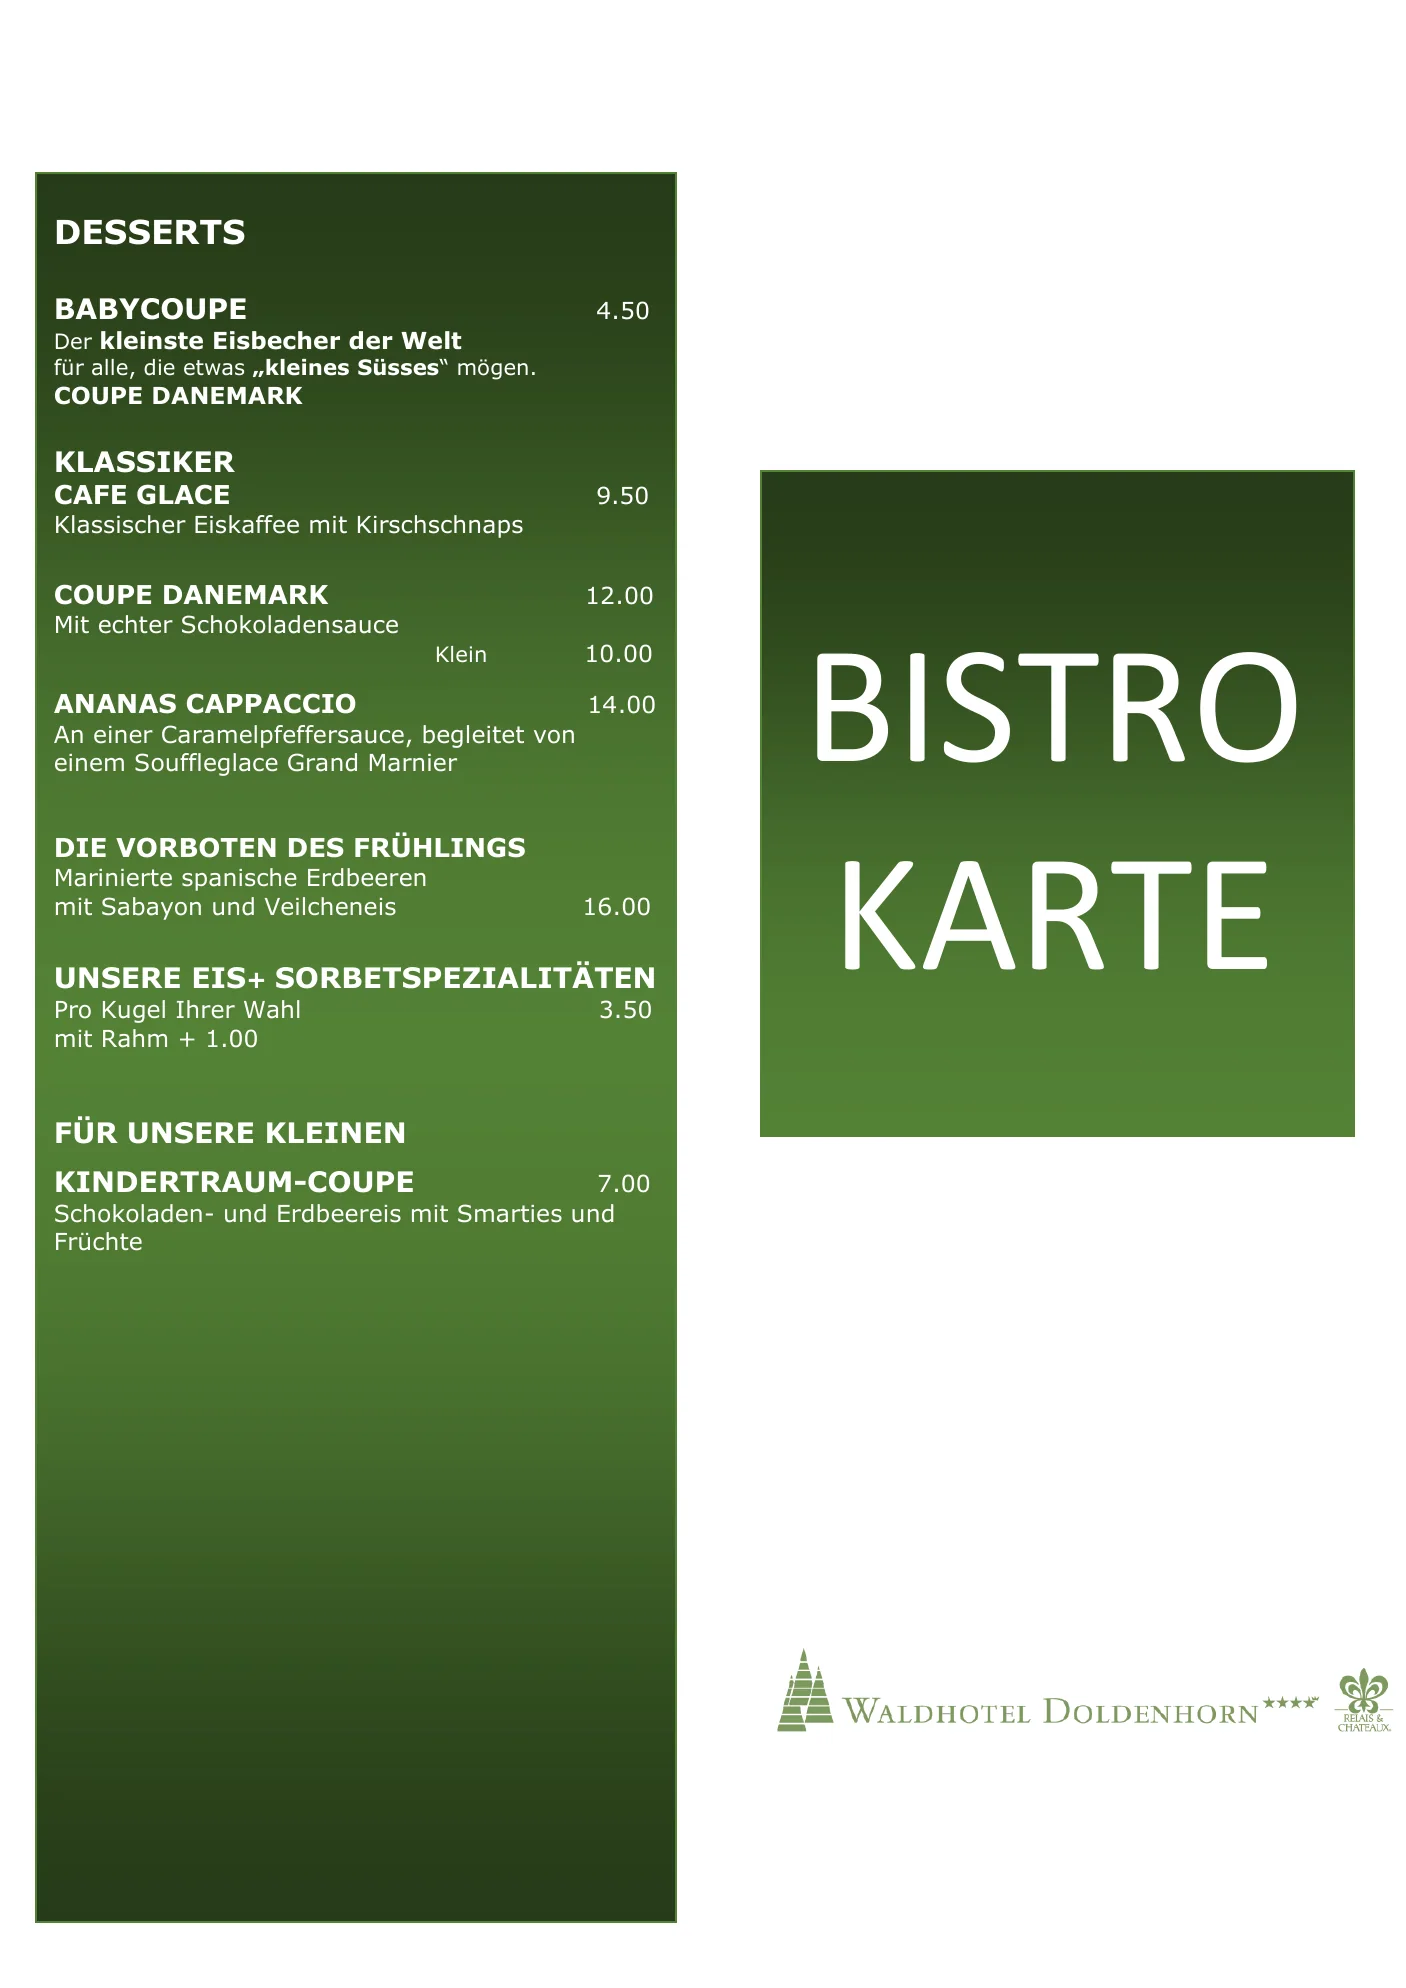 DESSERTS
BABYCOUPE 4.50
Der kleinste Eisbecher der Welt
für alle, die etwas „kleines Süsses‟ mögen.
COUPE DANEMARK
KLASSIKER
CAFE GLACE 9.50
Klassischer Eiskaffee mit Kirschschnaps
COUPE DANEMARK 12.00
Mit echter Schokoladensauce
Klein 10.00
ANANAS CAPPACCIO 14.00
An einer Caramelpfeffersauce, begleitet von
einem Souffleglace Grand Marnier
DIE VORBOTEN DES FRÜHLINGS
Marinierte spanische Erdbeeren
mit Sabayon und Veilcheneis 16.00
UNSERE EIS+ SORBETSPEZIALITÄTEN
Pro Kugel Ihrer Wahl 3.50
mit Rahm + 1.00
FÜR UNSERE KLEINEN
KINDERTRAUM-COUPE 7.00
Schokoladen- und Erdbeereis mit Smarties und
Früchte
BISTRO
KARTE
WALDHOTEL DOLDENHORN
RELAIS &
CHATEAUX